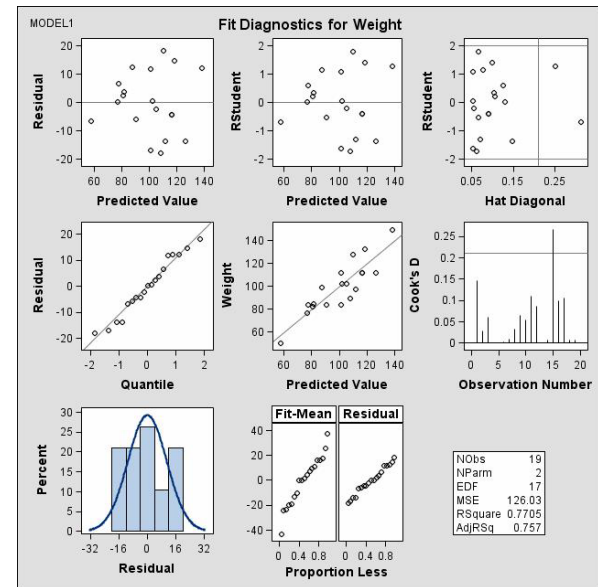 MODEL1
Fit Diagnostics for Weight
20
10
0
-10
-20
Residual
60 80 100 120 140
Predicted Value
2
1
0
-1
-2
RStudent
60 80 100 120 140
Predicted Value
2
1
0
-1
-2
RStudent
0.05 0.15 0.25
Hat Diagonal
20
10
0
-10
-20
Residual
-2 -1 0 1 2
Quantile
140
120
100
80
60
Weight
60 80 100 120 140
Predicted Value
0.25
0.20
0.15
0.10
0.05
0
Cook's D
0 5 10 15 20
Observation Number
30
25
20
15
10
5
0
Percent
-32 -16 0 16 32
Residual
Fit-Mean Residual
40
20
0
-20
-40
0 0.4 0.8 0 0.4 0.8
Proportion Less
NObs 19
NParm 2
EDF 17
MSE 126.03
RSquare 0.7705
AdjRSq 0.757